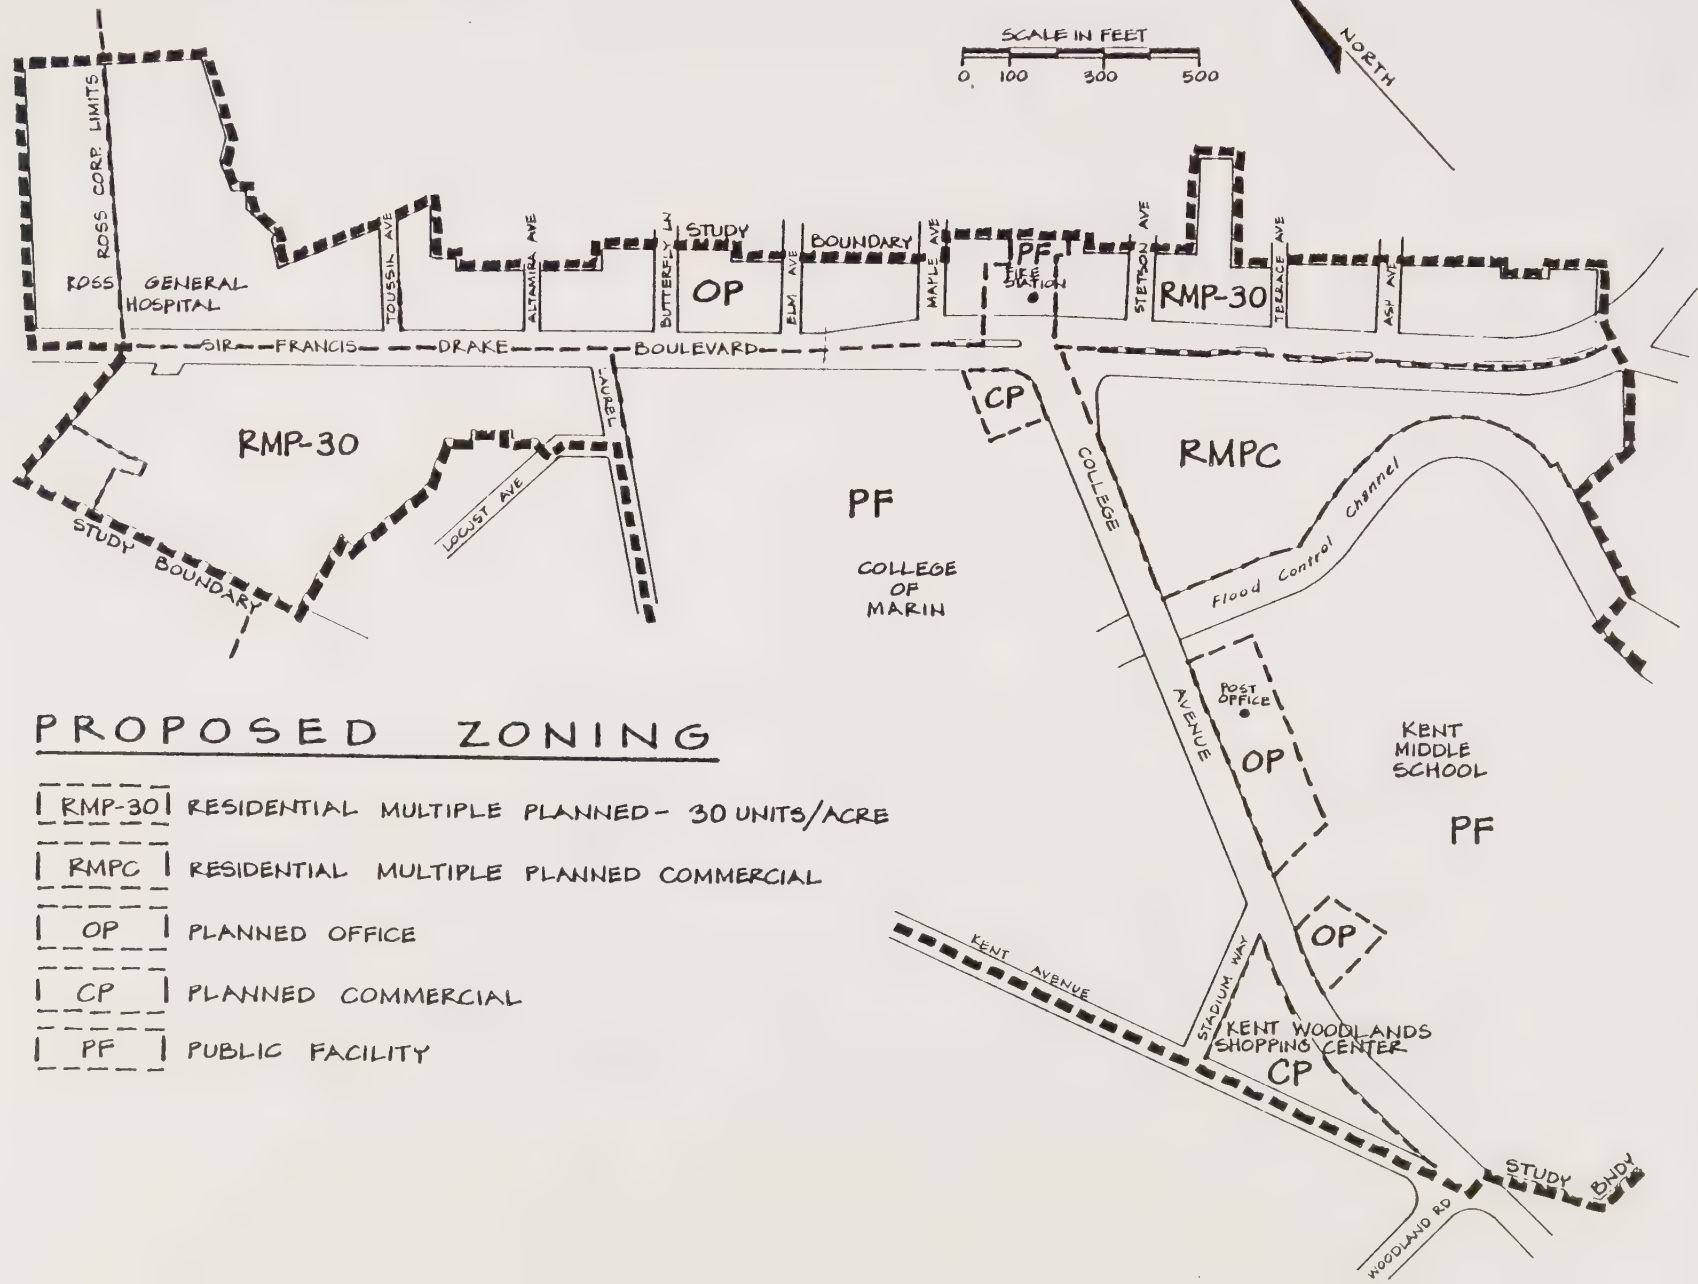 SCALE IN FEET
0 100 300 500
NORTH
ROSS CORP. LIMITS
ROSS GENERAL
HOSPITAL
TOUSSIN AVE
ALTAMIRA AVE
BUTTERFLY LN
STUDY BOUNDARY
OP
ELM AVE
MAPLE AVE
PF
FIRE
STATION
STETSON AVE
RMP-30
TERRACE AVE
ASH AVE
SIR FRANCIS DRAKE BOULEVARD
LAUREL
CP
RMP-30
RMPC
COLLEGE AVENUE
LOCUST AVE
PF
COLLEGE
OF
MARIN
Flood Control Channel
STUDY BOUNDARY
POST
OFFICE
OP
KENT
MIDDLE
SCHOOL
PF
OP
KENT AVENUE
STADIUM WAY
KENT WOODLANDS
SHOPPING CENTER
CP
STUDY BNDY
WOODLAND RD
PROPOSED ZONING
RMP-30 RESIDENTIAL MULTIPLE PLANNED- 30 UNITS/ACRE
RMPC RESIDENTIAL MULTIPLE PLANNED COMMERCIAL
OP PLANNED OFFICE
CP PLANNED COMMERCIAL
PF PUBLIC FACILITY